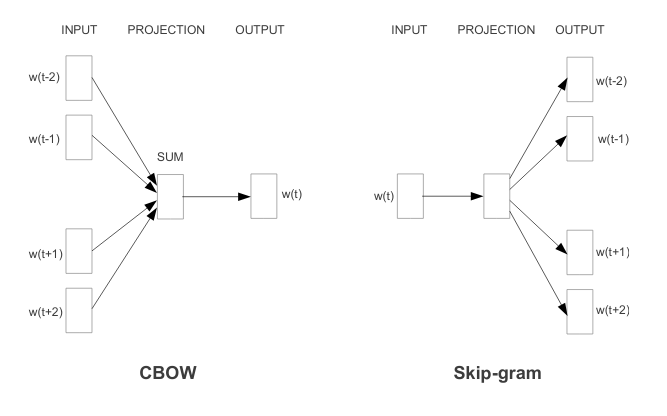 INPUT PROJECTION OUTPUT
w(t-2)
w(t-1)
SUM
w(t)
w(t+1)
w(t+2)
CBOW
INPUT PROJECTION OUTPUT
w(t-2)
w(t-1)
w(t)
w(t+1)
w(t+2)
Skip-gram